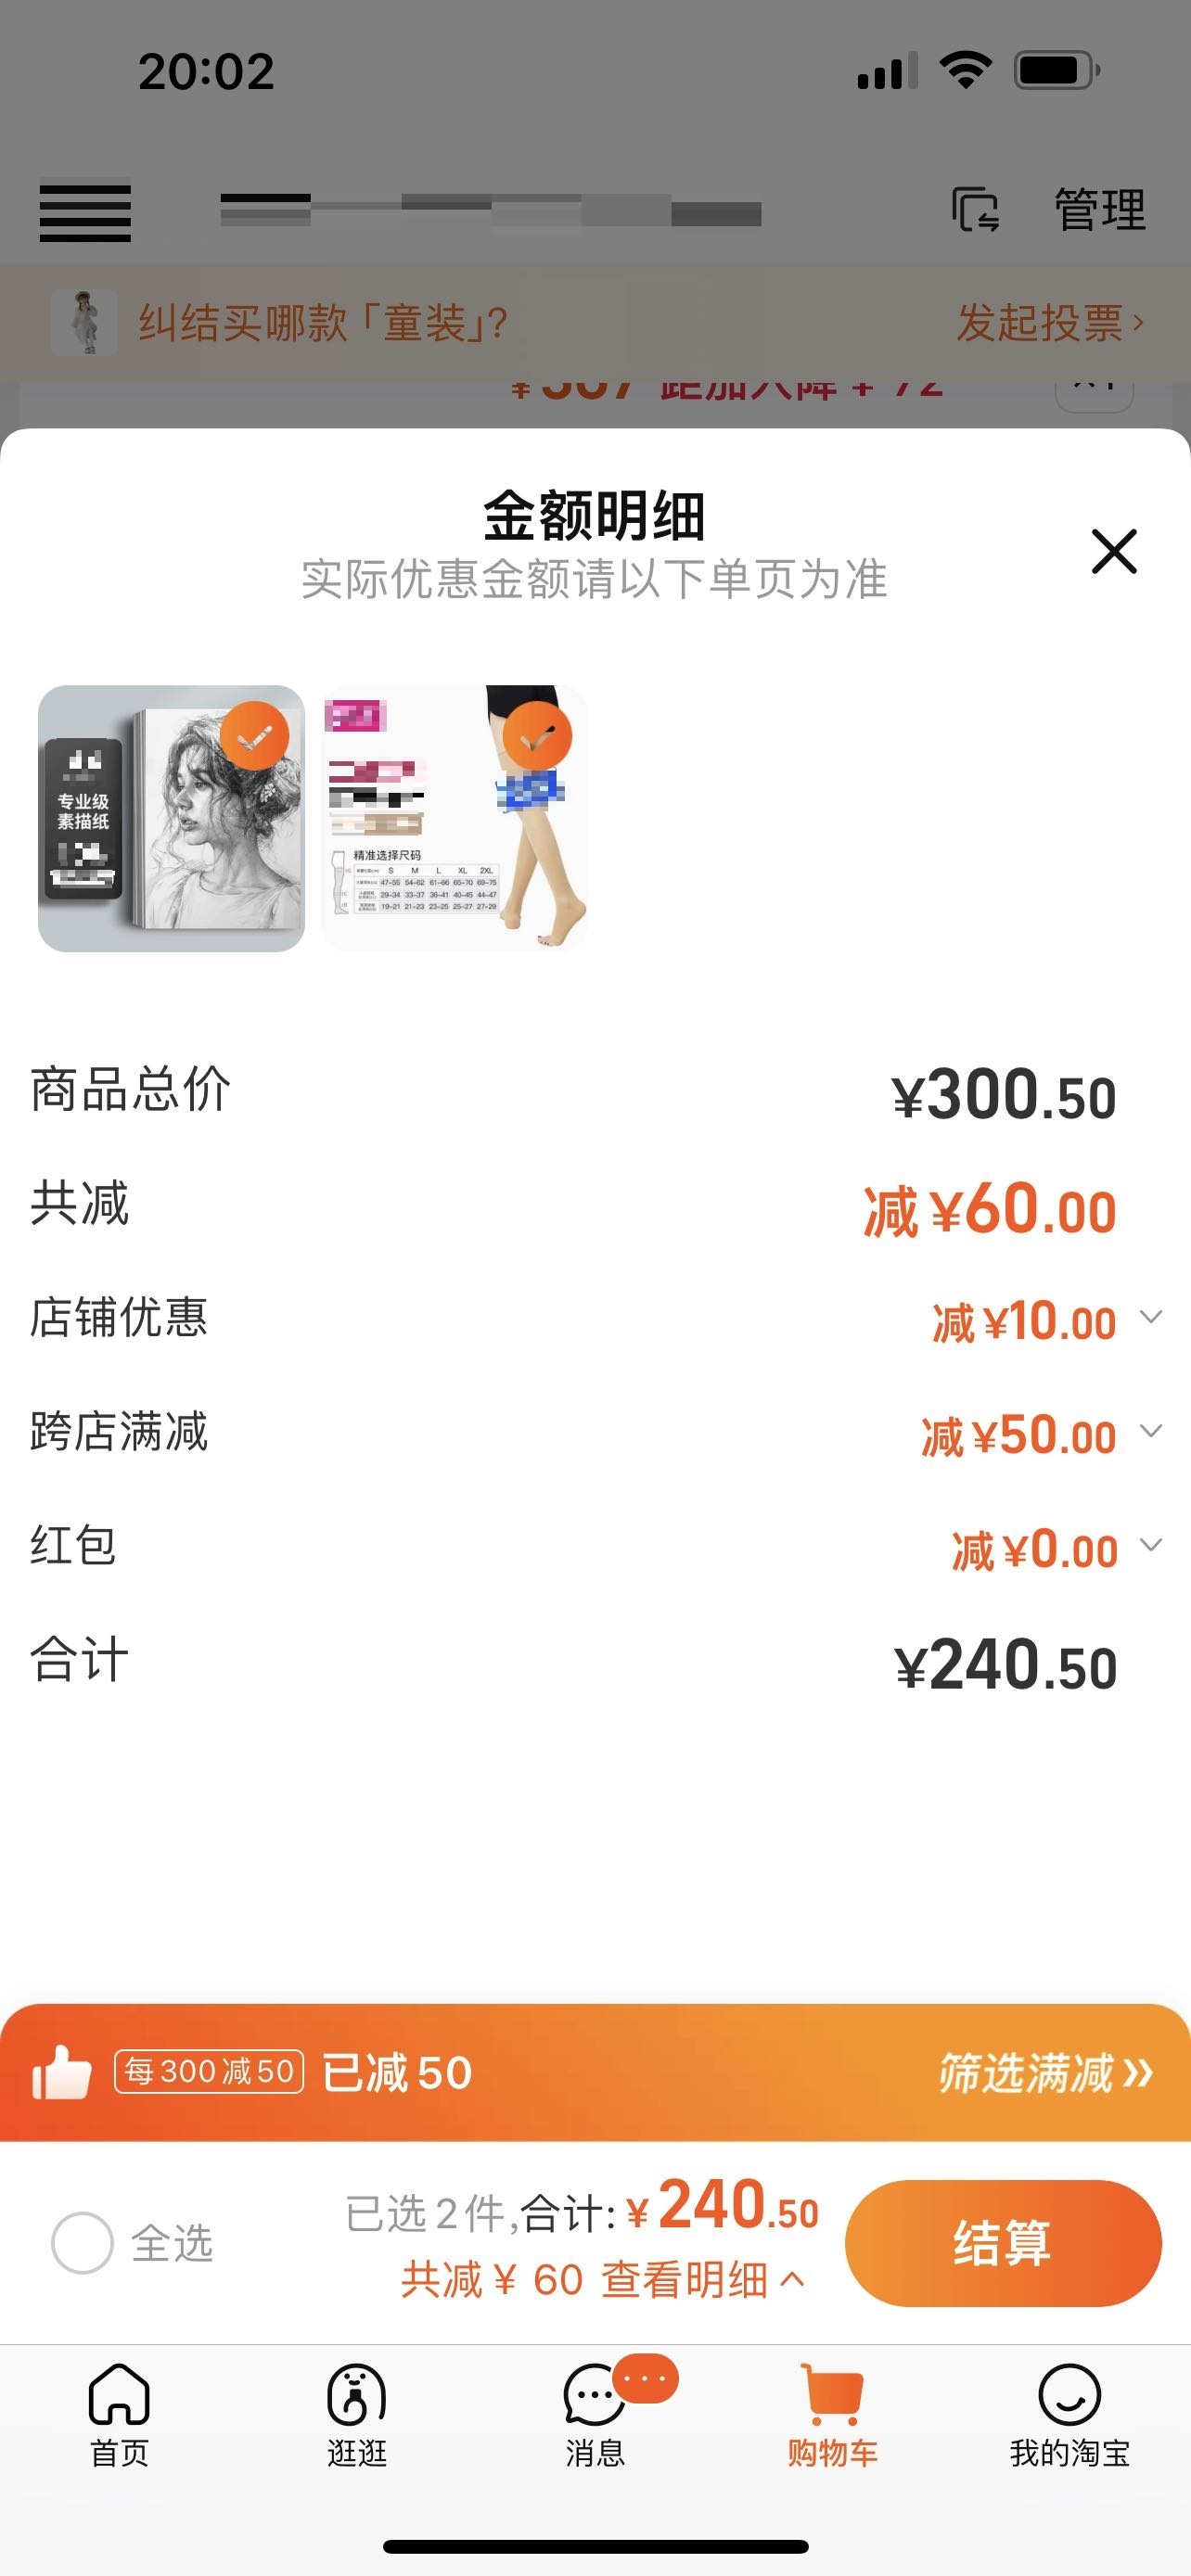 20:02
管理
纠结买哪款「童装」?
发起投票
金额明细
实际优惠金额请以下单页为准
专业级
素描纸
精准选择尺码
S M L XL 2XL
47-55 54-62 61-66 65-70 69-75
29-34 33-37 36-41 40-45 44-47
19-21 21-23 23-25 25-27 27-29
商品总价 ¥300.50
共减 减 ¥60.00
店铺优惠 减 ¥10.00
跨店满减 减 ¥50.00
红包 减 ¥0.00
合计 ¥240.50
每300减50 已减50 筛选满减
已选2件,合计: ¥240.50
全选
结算
共减¥ 60 查看明细
首页 逛逛 消息 购物车 我的淘宝